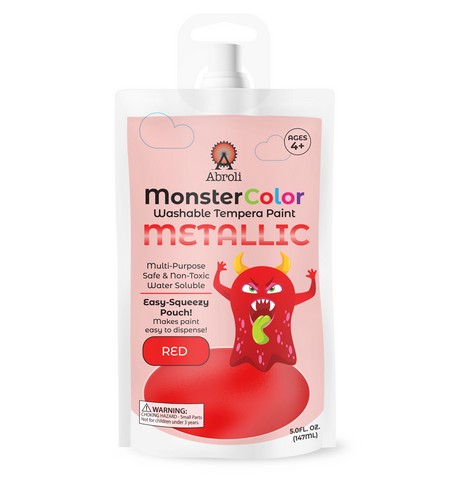 AGES
4+
Abroli
MonsterColor
Washable Tempera Paint
METALLIC
Multi-Purpose
Safe & Non-Toxic
Water Soluble
Easy-Squeezy
Pouch!
Makes paint
easy to dispense!
RED
WARNING:
CHOKING HAZARD - Small Parts
Not for children under 3 years.
5.0FL. OZ.
(147ML)